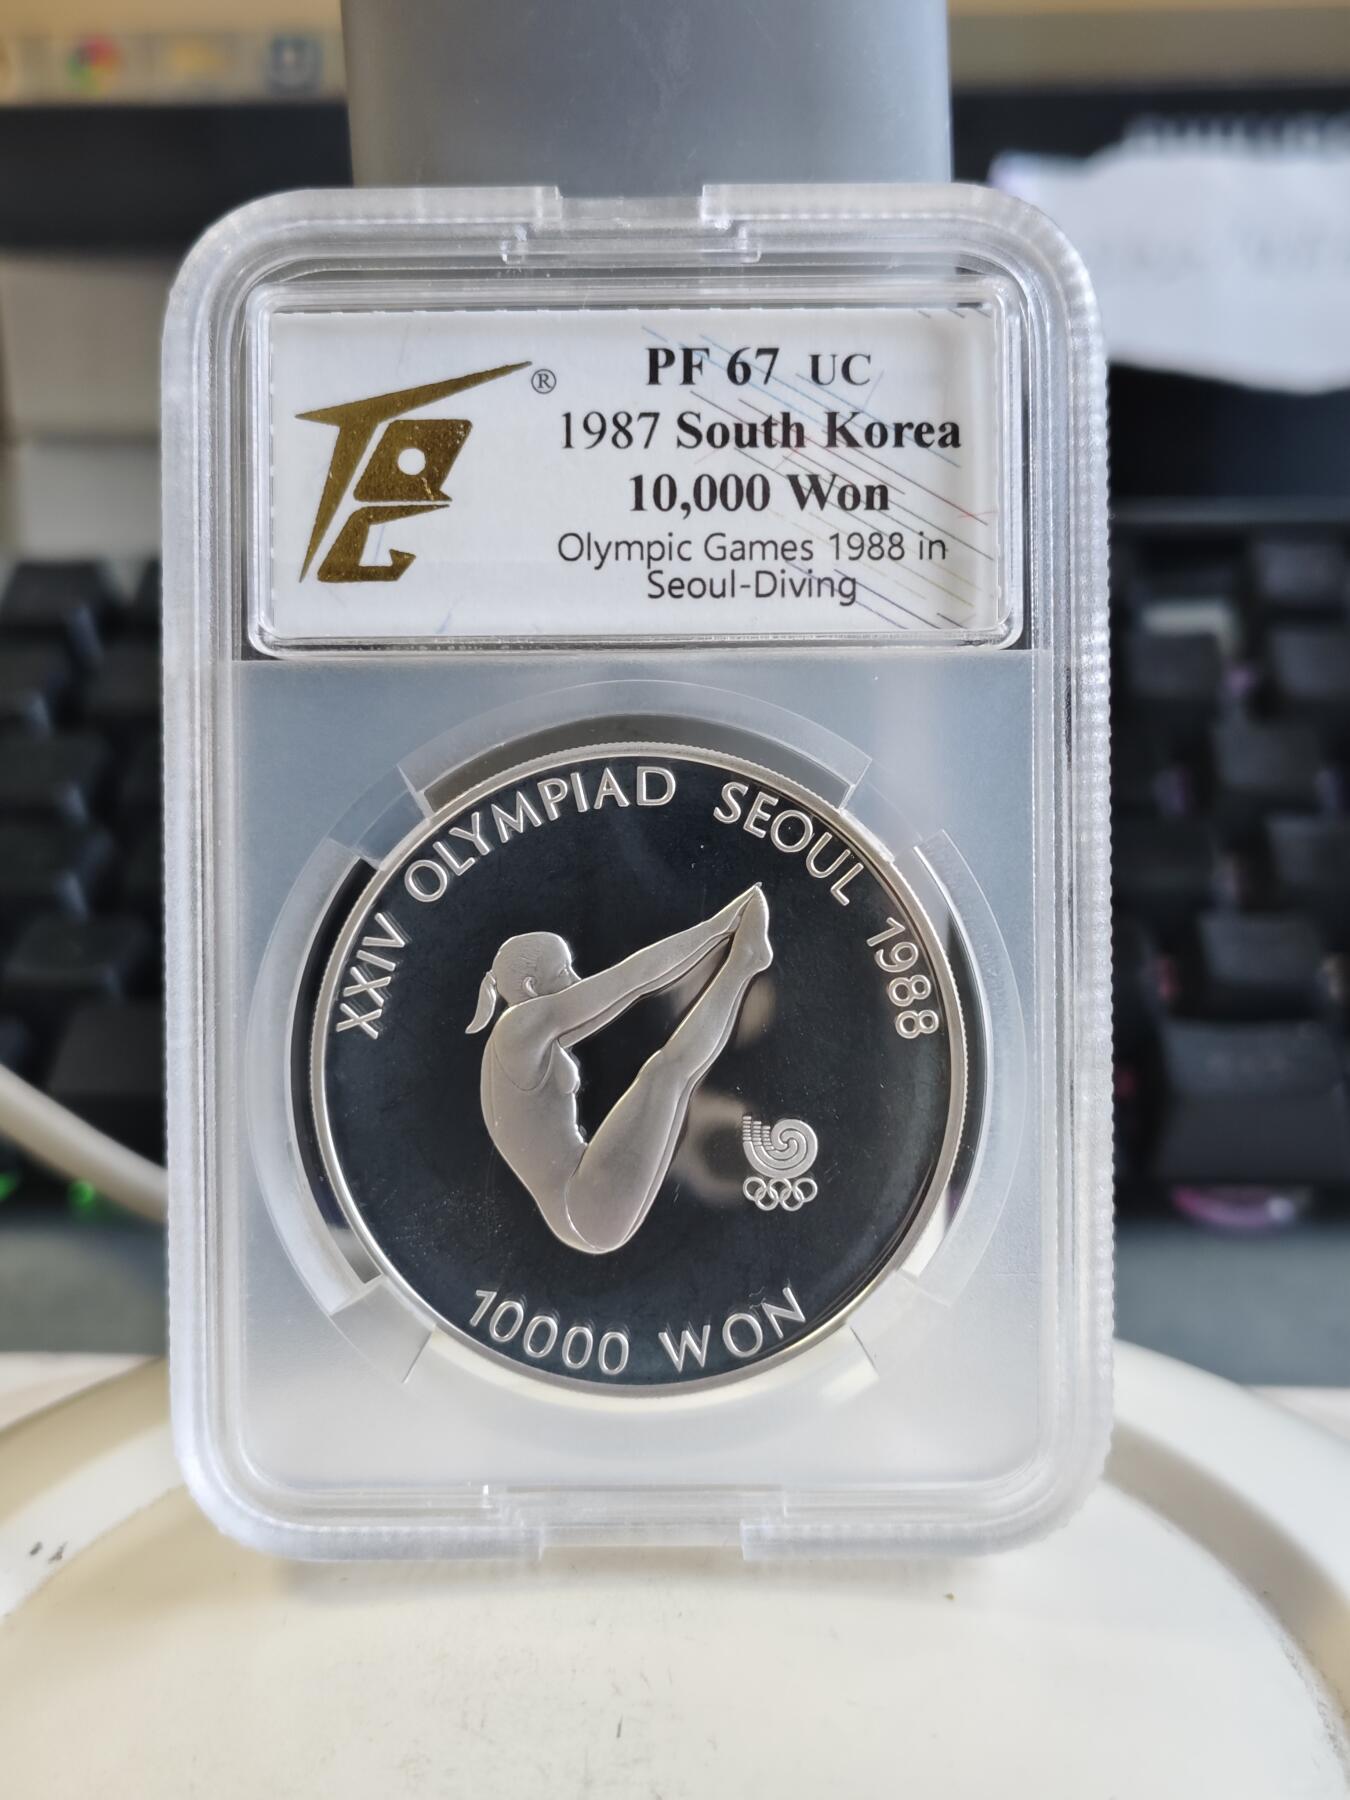 ®
PF 67 UC
1987 South Korea
10,000 Won
Olympic Games 1988 in
Seoul-Diving
XXIV OLYMPIAD SEOUL 1988
10000 WON